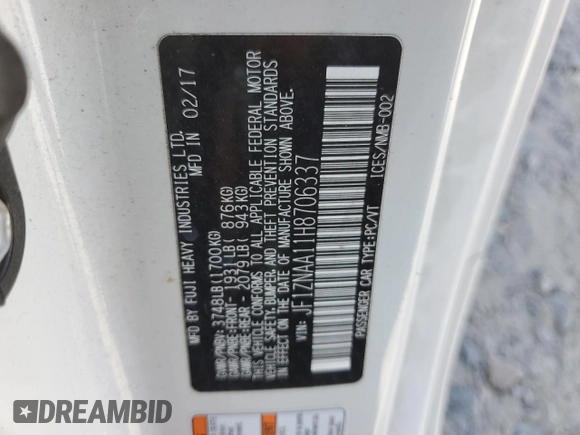 MFD BY FUJI HEAVY INDUSTRIES LTD.
MFD IN 02/17
GVWR/PNBV: 3748LB(1700KG)
GAWR/PNBE:FRONT- 1931LB( 876KG)
GAWR/PNBE:REAR- 2079LB( 943KG)
THIS VEHICLE CONFORMS TO ALL APPLICABLE FEDERAL MOTOR
VEHICLE SAFETY, BUMPER, AND THEFT PREVENTION STANDARDS
IN EFFECT ON THE DATE OF MANUFACTURE SHOWN ABOVE.
VIN: JF1ZNAA11H8706337
PASSENGER CAR TYPE:PC/VT ICES/NMB-002
DREAMBID